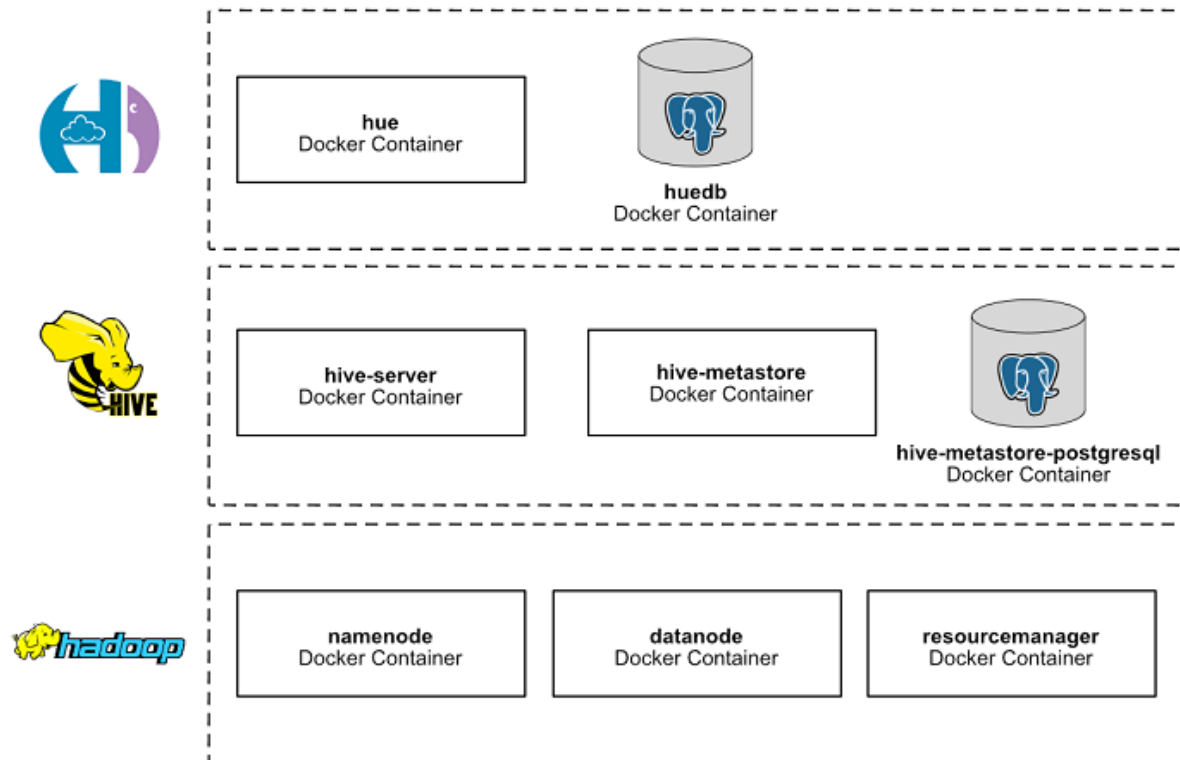 hue
Docker Container
huedb
Docker Container
HIVE
hive-server
Docker Container
hive-metastore
Docker Container
hive-metastore-postgresql
Docker Container
hadoop
namenode
Docker Container
datanode
Docker Container
resourcemanager
Docker Container